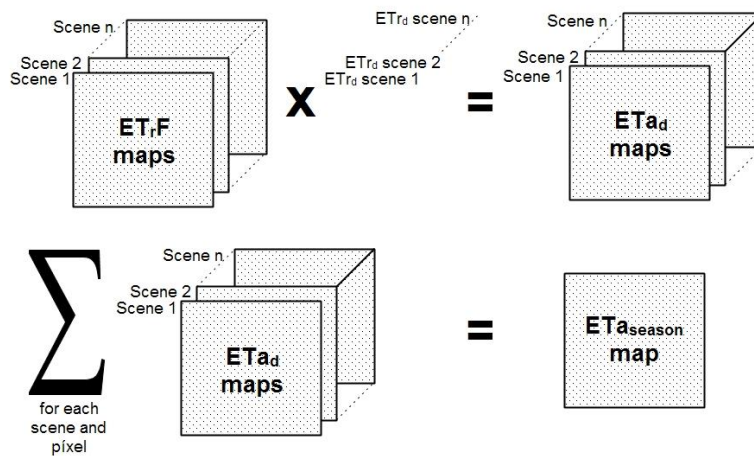 Scene n
Scene 2
Scene 1
ETrF
maps
X
ETrd scene n
ETrd scene 2
ETrd scene 1
=
Scene n
Scene 2
Scene 1
ETad
maps
∑
for each
scene and
píxel
Scene n
Scene 2
Scene 1
ETad
maps
=
ETaseason
map